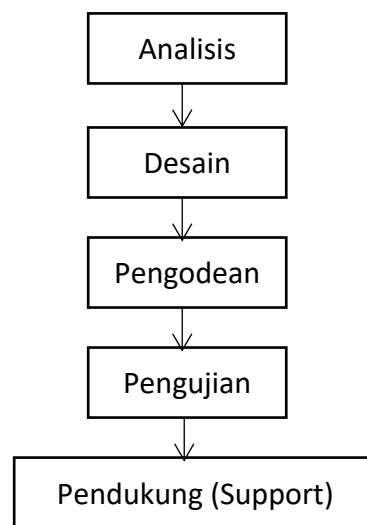 Analisis
Desain
Pengodean
Pengujian
Pendukung (Support)